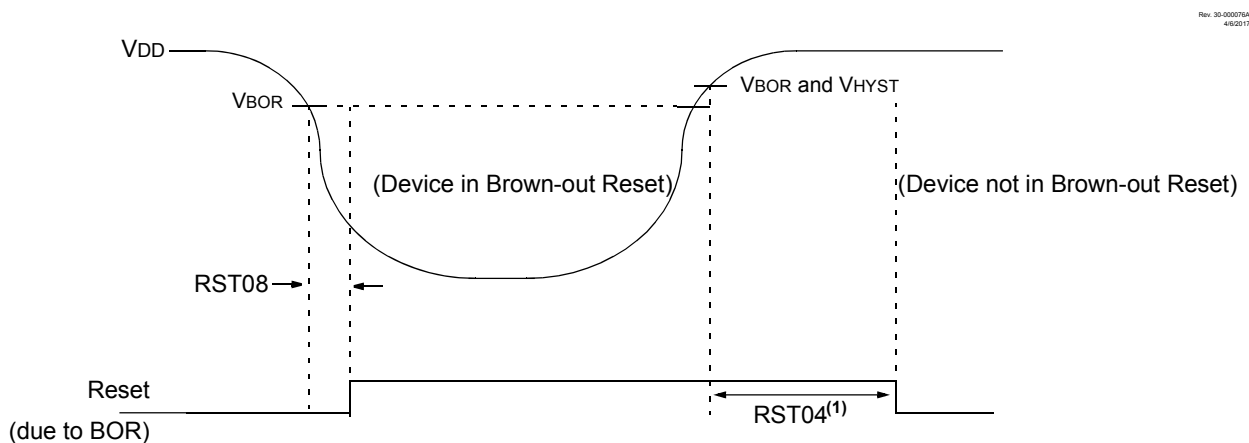 Rev. 30-000076A
4/6/2017
VDD
VBOR
VBOR and VHYST
(Device in Brown-out Reset)
(Device not in Brown-out Reset)
RST08
Reset
(due to BOR)
RST04(1)